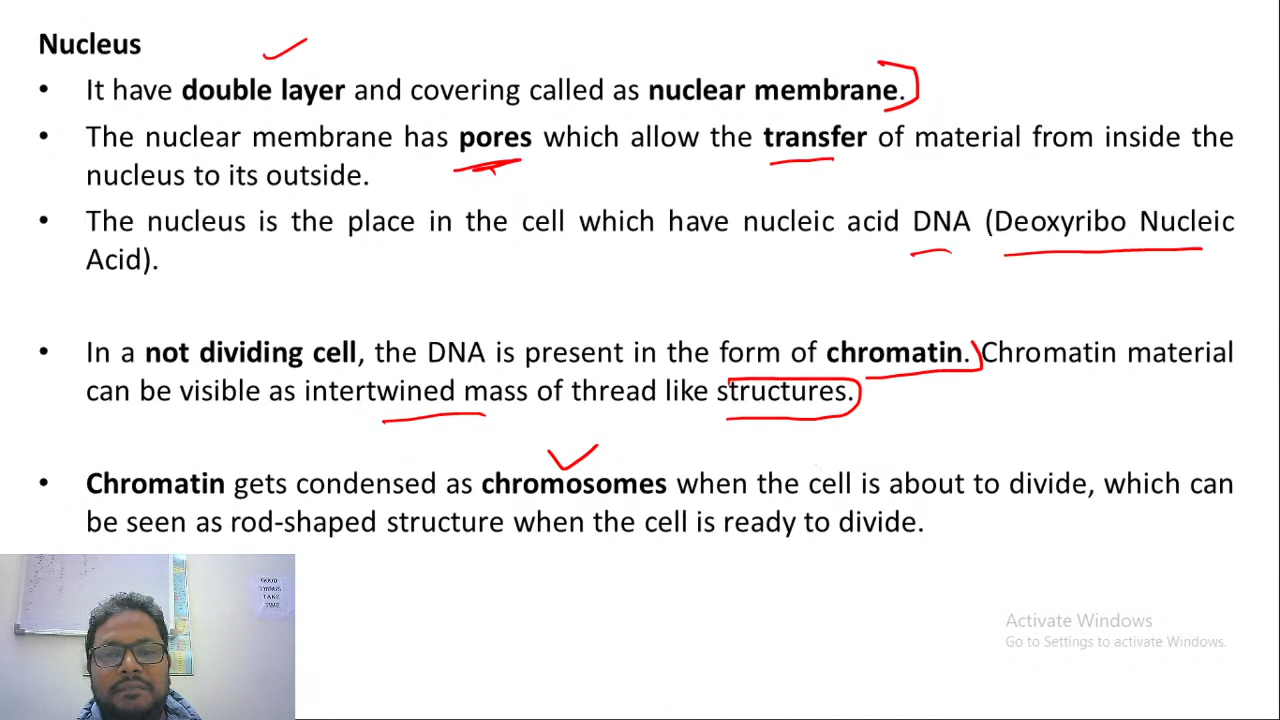 Nucleus
• It have double layer and covering called as nuclear membrane.
• The nuclear membrane has pores which allow the transfer of material from inside the
nucleus to its outside.
• The nucleus is the place in the cell which have nucleic acid DNA (Deoxyribo Nucleic
Acid).
• In a not dividing cell, the DNA is present in the form of chromatin. Chromatin material
can be visible as intertwined mass of thread like structures.
• Chromatin gets condensed as chromosomes when the cell is about to divide, which can
be seen as rod-shaped structure when the cell is ready to divide.
GOOD
THINGS
TAKE
TIME
Activate Windows
Go to Settings to activate Windows.